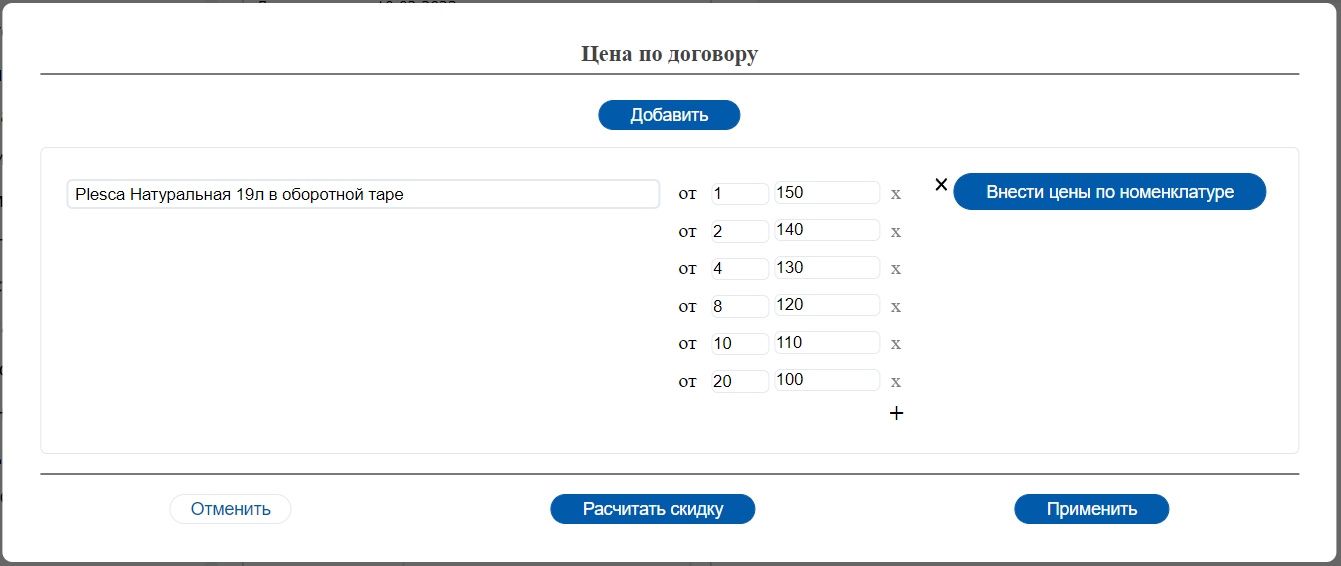 Цена по договору
Добавить
Plesca Натуральная 19л в оборотной таре от 1 150 x × Внести цены по номенклатуре
от 2 140 x
от 4 130 x
от 8 120 x
от 10 110 x
от 20 100 x
+
Отменить Расчитать скидку Применить